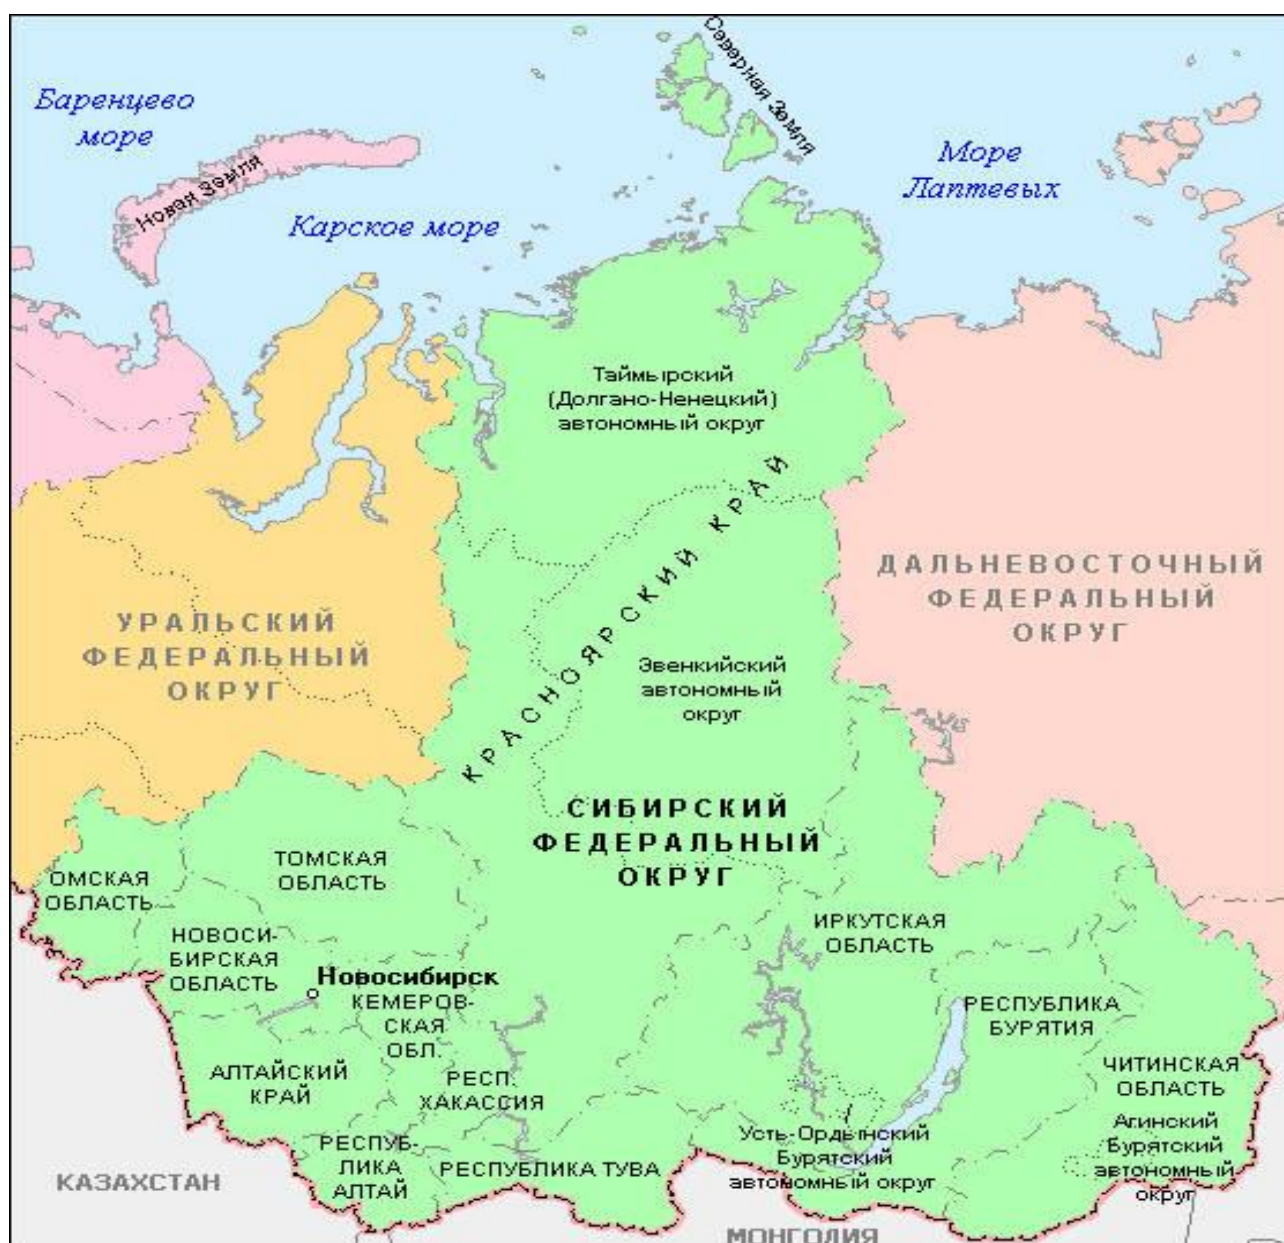 Северная Земля
Баренцево
море
Новая Земля
Море
Лаптевых
Карское море
Таймырский
(Долгано-Ненецкий)
автономный округ
КРАСНОЯРСКИЙ КРАЙ
ДАЛЬНЕВОСТОЧНЫЙ
ФЕДЕРАЛЬНЫЙ
ОКРУГ
УРАЛЬСКИЙ
ФЕДЕРАЛЬНЫЙ
ОКРУГ
Эвенкийский
автономный
округ
СИБИРСКИЙ
ФЕДЕРАЛЬНЫЙ
ОКРУГ
ОМСКАЯ
ОБЛАСТЬ
ТОМСКАЯ
ОБЛАСТЬ
НОВОСИ-
БИРСКАЯ
ОБЛАСТЬ
Новосибирск
КЕМЕРОВ-
СКАЯ
ОБЛ.
ИРКУТСКАЯ
ОБЛАСТЬ
РЕСПУБЛИКА
БУРЯТИЯ
АЛТАЙСКИЙ
КРАЙ
РЕСП.
ХАКАССИЯ
ЧИТИНСКАЯ
ОБЛАСТЬ
РЕСПУБ-
ЛИКА
АЛТАЙ
РЕСПУБЛИКА ТУВА
Усть-Ордынский
Бурятский
автономный округ
Агинский
Бурятский
автономный
округ
КАЗАХСТАН
МОНГОЛИЯ